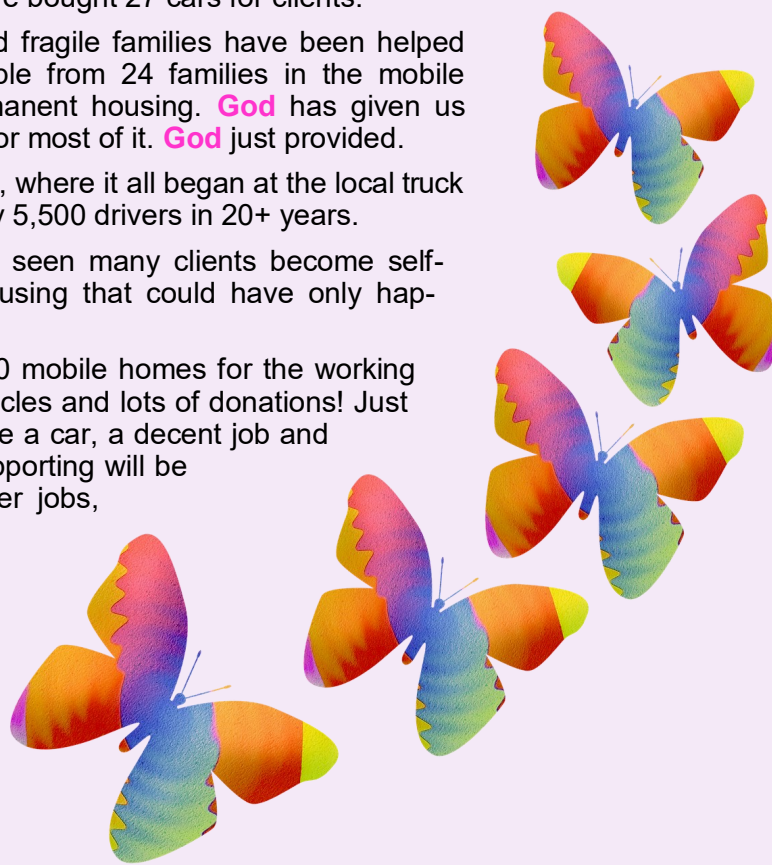 re bought 27 cars for clients.
d fragile families have been helped
ple from 24 families in the mobile
manent housing. God has given us
or most of it. God just provided.
, where it all began at the local truck
y 5,500 drivers in 20+ years.
seen many clients become self-
using that could have only hap-
0 mobile homes for the working
cles and lots of donations! Just
e a car, a decent job and
pporting will be
er jobs,